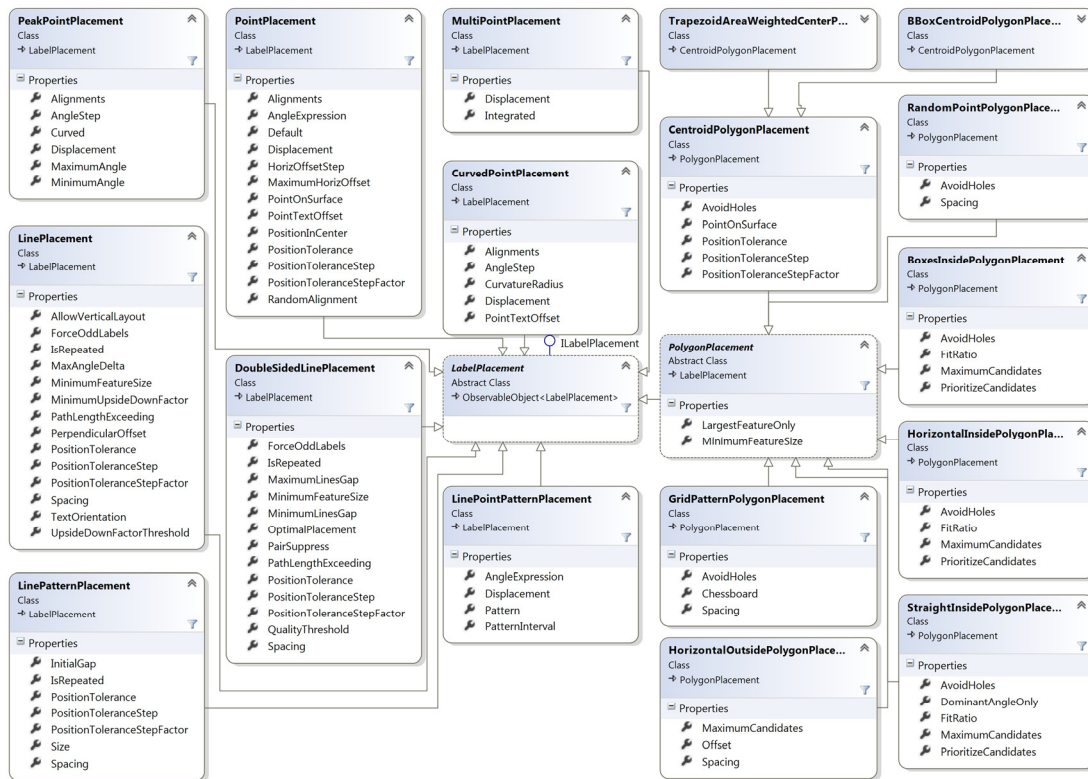 PeakPointPlacement
Class
LabelPlacement
Properties
Alignments
AngleStep
Curved
Displacement
MaximumAngle
MinimumAngle
PointPlacement
Class
LabelPlacement
Properties
Alignments
AngleExpression
Default
Displacement
HorizOffsetStep
MaximumHorizOffset
PointOnSurface
PointTextOffset
PositionInCenter
PositionTolerance
PositionToleranceStep
PositionToleranceStepFactor
RandomAlignment
MultiPointPlacement
Class
LabelPlacement
Properties
Displacement
Integrated
TrapezoidAreaWeightedCenterP...
Class
CentroidPolygonPlacement
BBoxCentroidPolygonPlace...
Class
CentroidPolygonPlacement
CentroidPolygonPlacement
Class
PolygonPlacement
Properties
AvoidHoles
PointOnSurface
PositionTolerance
PositionToleranceStep
PositionToleranceStepFactor
RandomPointPolygonPlace...
Class
PolygonPlacement
Properties
AvoidHoles
Spacing
CurvedPointPlacement
Class
LabelPlacement
Properties
Alignments
AngleStep
CurvatureRadius
Displacement
PointTextOffset
LinePlacement
Class
LabelPlacement
Properties
AllowVerticalLayout
ForceOddLabels
IsRepeated
MaxAngleDelta
MinimumFeatureSize
MinimumUpsideDownFactor
PathLengthExceeding
PerpendicularOffset
PositionTolerance
PositionToleranceStep
PositionToleranceStepFactor
Spacing
TextOrientation
UpsideDownFactorThreshold
BoxesInsidePolygonPlacement
Class
PolygonPlacement
Properties
AvoidHoles
FitRatio
MaximumCandidates
PrioritizeCandidates
ILabelPlacement
LabelPlacement
Abstract Class
ObservableObject<LabelPlacement>
PolygonPlacement
Abstract Class
LabelPlacement
Properties
LargestFeatureOnly
MinimumFeatureSize
DoubleSidedLinePlacement
Class
LabelPlacement
Properties
ForceOddLabels
IsRepeated
MaximumLinesGap
MinimumFeatureSize
MinimumLinesGap
OptimalPlacement
PairSuppress
PathLengthExceeding
PositionTolerance
PositionToleranceStep
PositionToleranceStepFactor
QualityThreshold
Spacing
HorizontalInsidePolygonPla...
Class
PolygonPlacement
Properties
AvoidHoles
FitRatio
MaximumCandidates
PrioritizeCandidates
LinePointPatternPlacement
Class
LabelPlacement
Properties
AngleExpression
Displacement
Pattern
PatternInterval
GridPatternPolygonPlacement
Class
PolygonPlacement
Properties
AvoidHoles
Chessboard
Spacing
LinePatternPlacement
Class
LabelPlacement
Properties
InitialGap
IsRepeated
PositionTolerance
PositionToleranceStep
PositionToleranceStepFactor
Size
Spacing
HorizontalOutsidePolygonPlace...
Class
PolygonPlacement
Properties
MaximumCandidates
Offset
Spacing
StraightInsidePolygonPlace...
Class
PolygonPlacement
Properties
AvoidHoles
DominantAngleOnly
FitRatio
MaximumCandidates
PrioritizeCandidates